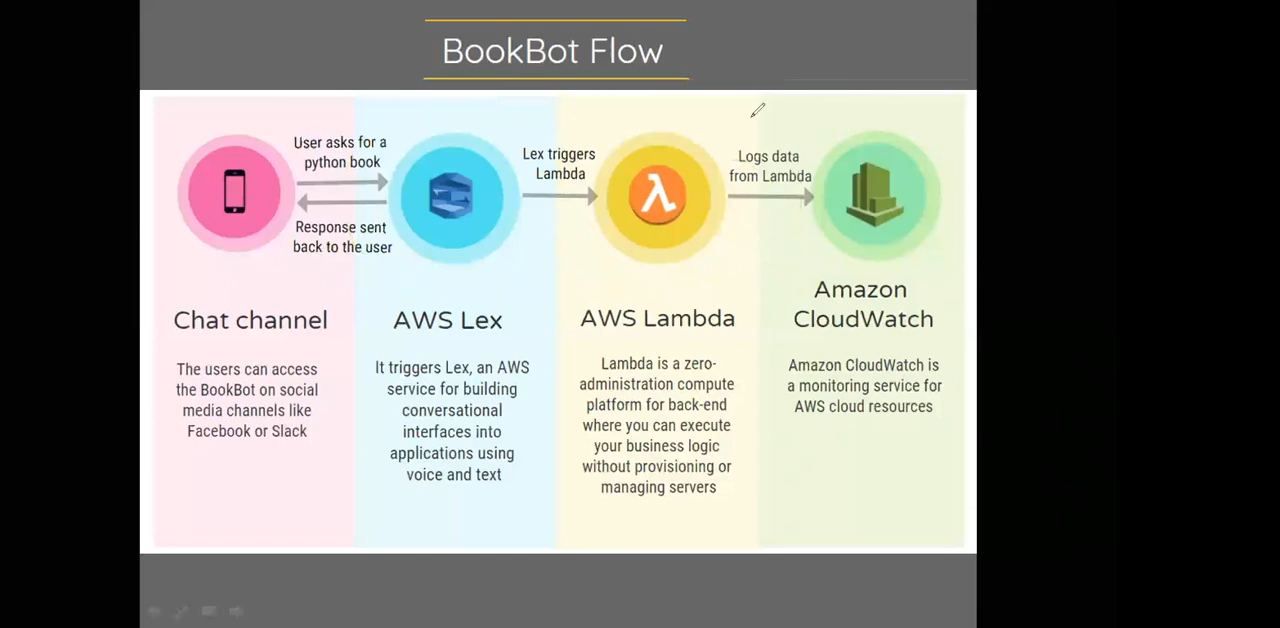 BookBot Flow
User asks for a
python book
Response sent
back to the user
Lex triggers
Lambda
Logs data
from Lambda
Chat channel
The users can access
the BookBot on social
media channels like
Facebook or Slack
AWS Lex
It triggers Lex, an AWS
service for building
conversational
interfaces into
applications using
voice and text
AWS Lambda
Lambda is a zero-
administration compute
platform for back-end
where you can execute
your business logic
without provisioning or
managing servers
Amazon
CloudWatch
Amazon CloudWatch is
a monitoring service for
AWS cloud resources